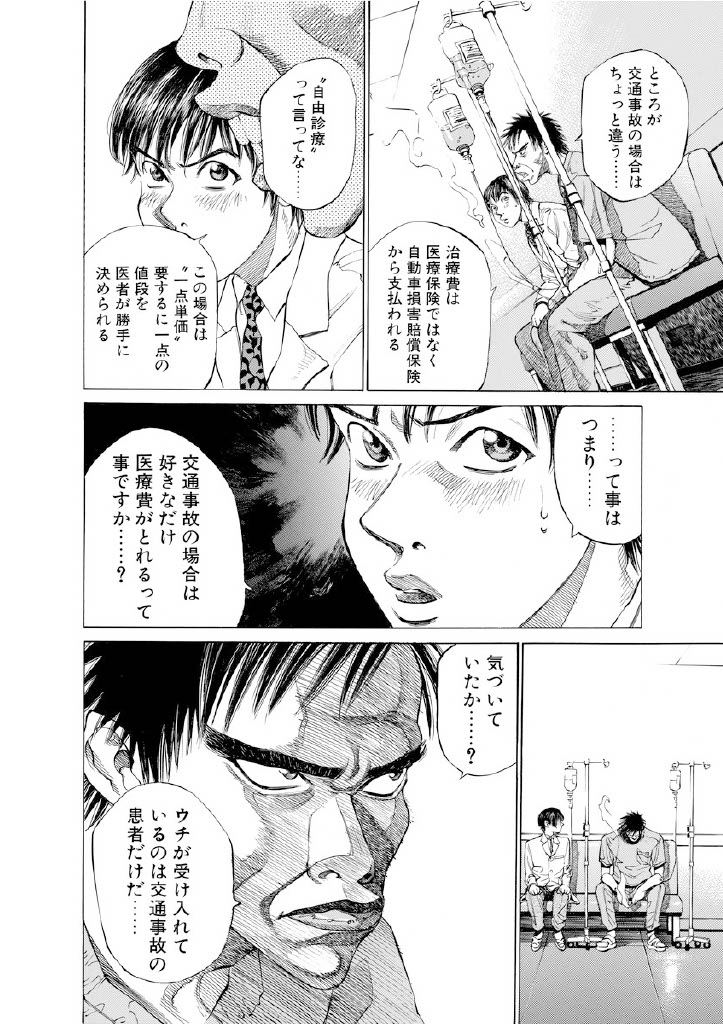 ところが
交通事故の場合は
ちょっと違う……
治療費は
医療保険ではなく
自動車損害賠償保険
から支払われる
〝自由診療〟
って言ってな…
この場合は
〝一点単価〟
要するに一点の
値段を
医者が勝手に
決められる
……って事は
つまり……
交通事故の場合は
好きなだけ
医療費がとれるって
事ですか……？
気づいて
いたか……？
ウチが受け入れて
いるのは交通事故の
患者だけだ……